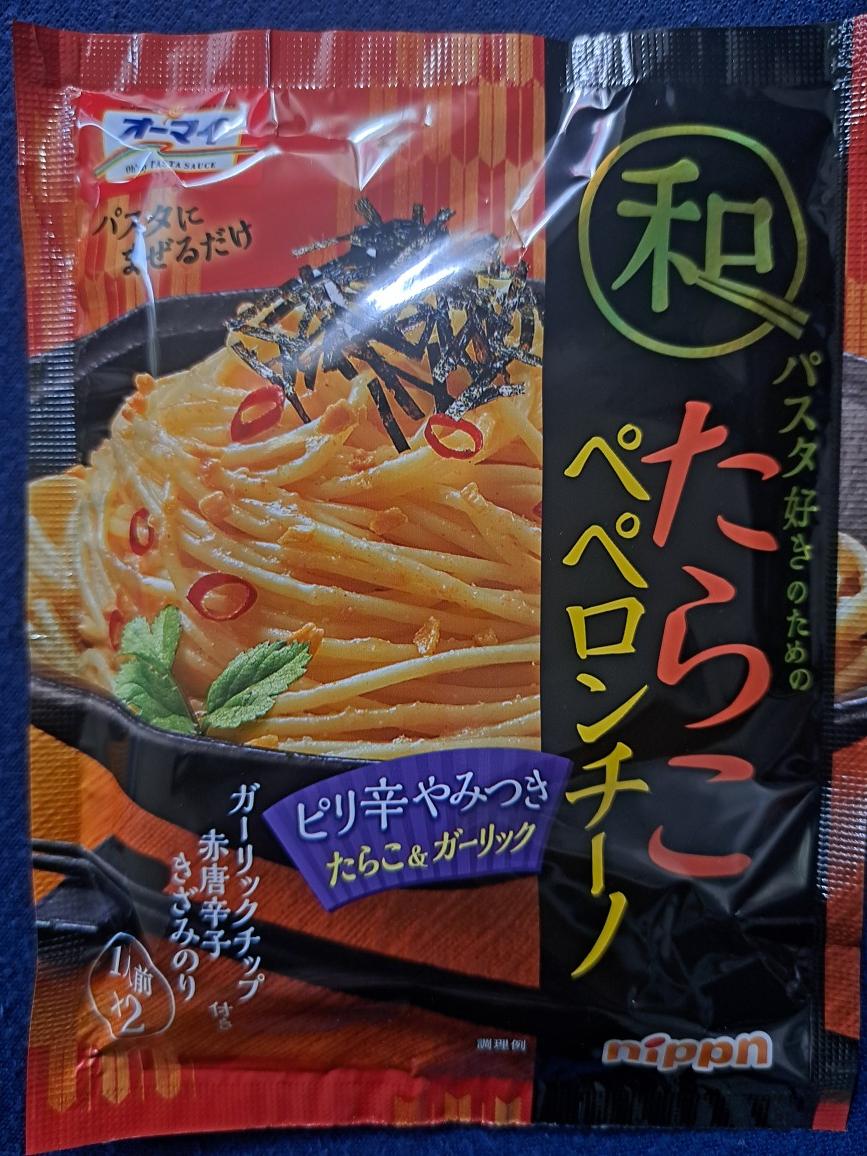 オーマイ
PASTA SAUCE
パスタに
まぜるだけ
和
パスタ好きのための
たらこ
ペペロンチーノ
ピリ辛やみつき
たらこ&ガーリック
ガーリックチップ
赤唐辛子
きざみのり
付き
1人前
×2
調理例
nippn